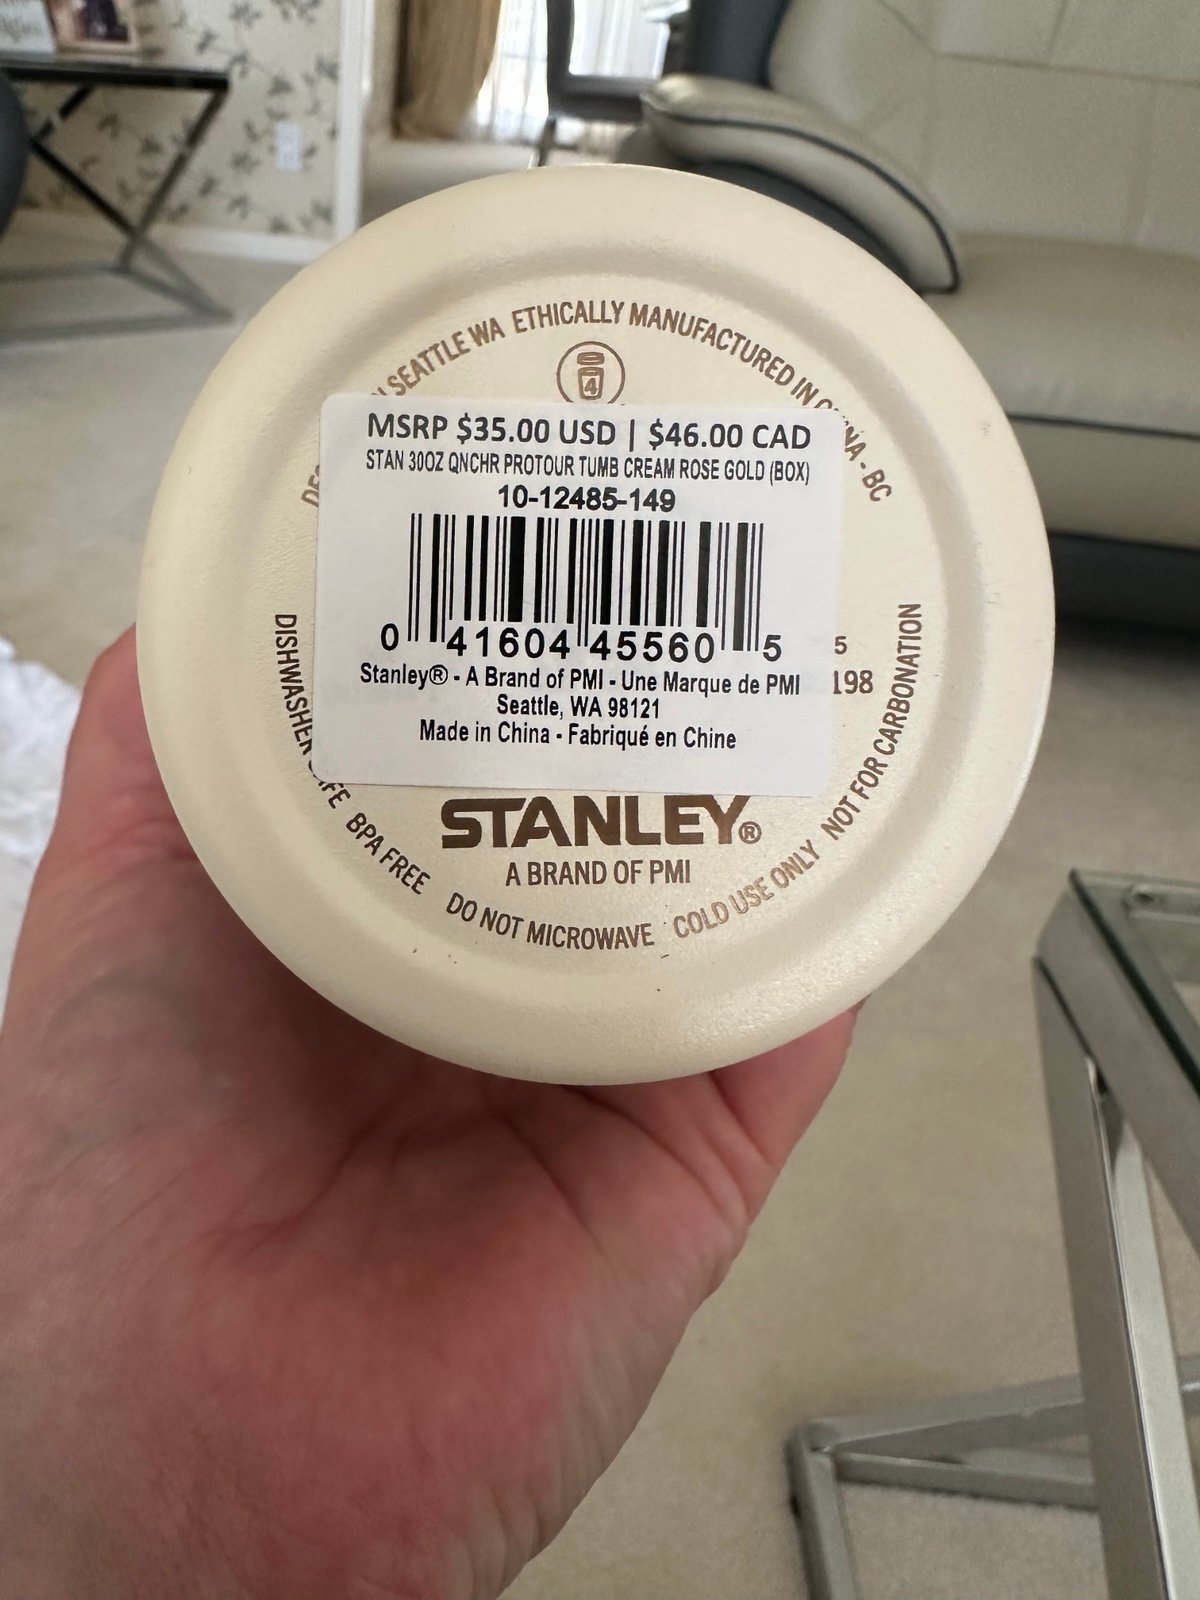 SEATTLE WA ETHICALLY MANUFACTURED IN CHINA - BC
4
MSRP $35.00 USD | $46.00 CAD
STAN 30OZ QNCHR PROTOUR TUMB CREAM ROSE GOLD (BOX)
10-12485-149
0 41604 45560 5
Stanley® - A Brand of PMI - Une Marque de PMI
Seattle, WA 98121
Made in China - Fabriqué en Chine
5
198
STANLEY®
A BRAND OF PMI
DISHWASHER SAFE BPA FREE DO NOT MICROWAVE COLD USE ONLY NOT FOR CARBONATION